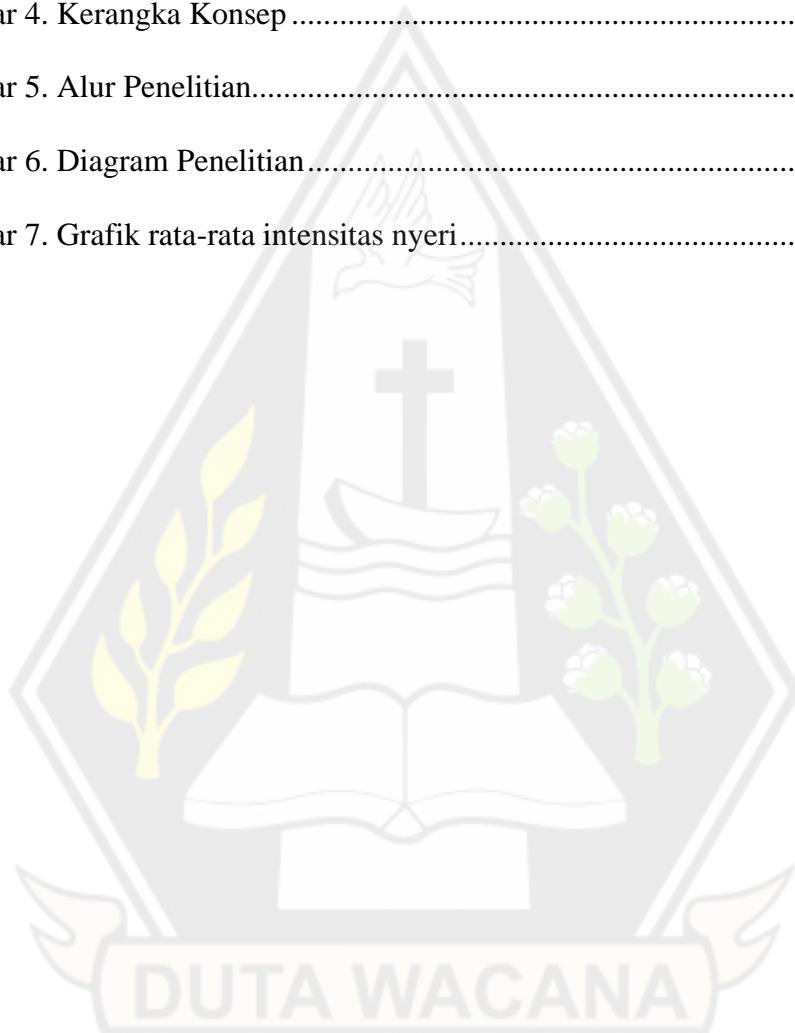 ar 4. Kerangka Konsep ...............................................................
ar 5. Alur Penelitian....................................................................
ar 6. Diagram Penelitian .............................................................
ar 7. Grafik rata-rata intensitas nyeri ..........................................
DUTA WACANA